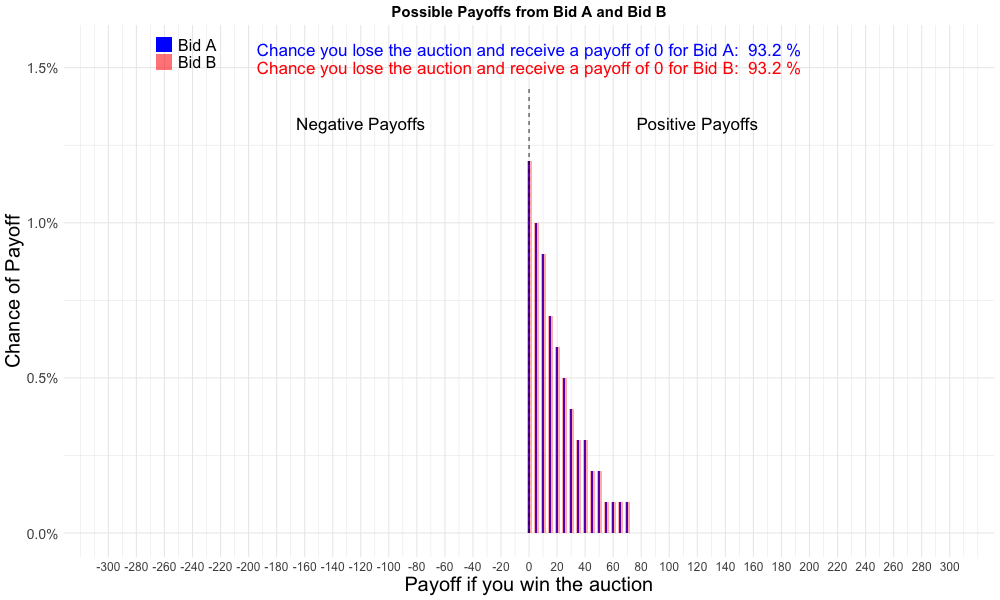 Possible Payoffs from Bid A and Bid B
Bid A
Bid B
Chance you lose the auction and receive a payoff of 0 for Bid A: 93.2 %
Chance you lose the auction and receive a payoff of 0 for Bid B: 93.2 %
Negative Payoffs
Positive Payoffs
Chance of Payoff
1.5%
1.0%
0.5%
0.0%
-300 -280 -260 -240 -220 -200 -180 -160 -140 -120 -100 -80 -60 -40 -20 0 20 40 60 80 100 120 140 160 180 200 220 240 260 280 300
Payoff if you win the auction